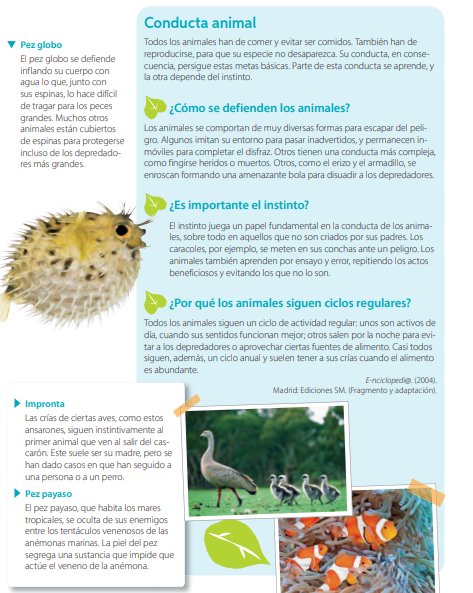 Conducta animal
Todos los animales han de comer y evitar ser comidos. También han de
reproducirse, para que su especie no desaparezca. Su conducta, en conse-
cuencia, persigue estas metas básicas. Parte de esta conducta se aprende, y
la otra depende del instinto.
Pez globo
El pez globo se defiende
inflando su cuerpo con
agua lo que, junto con
sus espinas, lo hace difícil
de tragar para los peces
grandes. Muchos otros
animales están cubiertos
de espinas para protegerse
incluso de los depredado-
res más grandes.
¿Cómo se defienden los animales?
Los animales se comportan de muy diversas formas para escapar del peli-
gro. Algunos imitan su entorno para pasar inadvertidos, y permanecen in-
móviles para completar el disfraz. Otros tienen una conducta más compleja,
como fingirse heridos o muertos. Otros, como el erizo y el armadillo, se
enroscan formando una amenazante bola para disuadir a los depredadores.
¿Es importante el instinto?
El instinto juega un papel fundamental en la conducta de los anima-
les, sobre todo en aquellos que no son criados por sus padres. Los
caracoles, por ejemplo, se meten en sus conchas ante un peligro. Los
animales también aprenden por ensayo y error, repitiendo los actos
beneficiosos y evitando los que no lo son.
¿Por qué los animales siguen ciclos regulares?
Todos los animales siguen un ciclo de actividad regular: unos son activos de
día, cuando sus sentidos funcionan mejor; otros salen por la noche para evi-
tar a los depredadores o aprovechar ciertas fuentes de alimento. Casi todos
siguen, además, un ciclo anual y suelen tener a sus crías cuando el alimento
es abundante.
E-nciclopedi@. (2004).
Madrid: Ediciones SM. (Fragmento y adaptación).
Impronta
Las crías de ciertas aves, como estos
ansarones, siguen instintivamente al
primer animal que ven al salir del cas-
carón. Este suele ser su madre, pero se
han dado casos en que han seguido a
una persona o a un perro.
Pez payaso
El pez payaso, que habita los mares
tropicales, se oculta de sus enemigos
entre los tentáculos venenosos de las
anémonas marinas. La piel del pez
segrega una sustancia que impide que
actúe el veneno de la anémona.